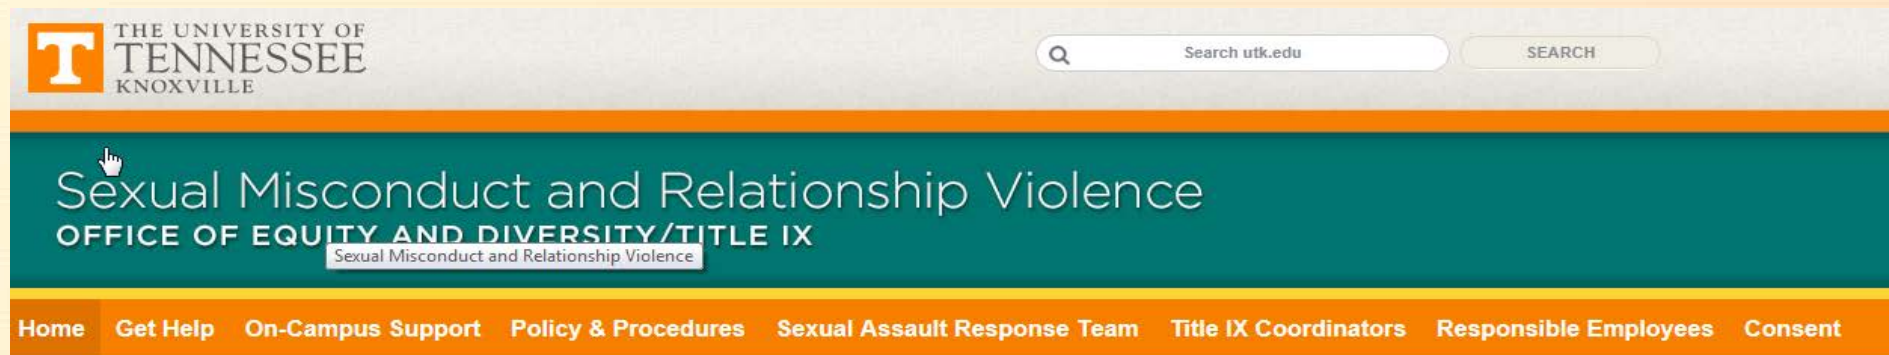 THE UNIVERSITY OF
TENNESSEE
KNOXVILLE
Search utk.edu
SEARCH
Sexual Misconduct and Relationship Violence
OFFICE OF EQUITY AND DIVERSITY/TITLE IX
Sexual Misconduct and Relationship Violence
Home Get Help On-Campus Support Policy & Procedures Sexual Assault Response Team Title IX Coordinators Responsible Employees Consent